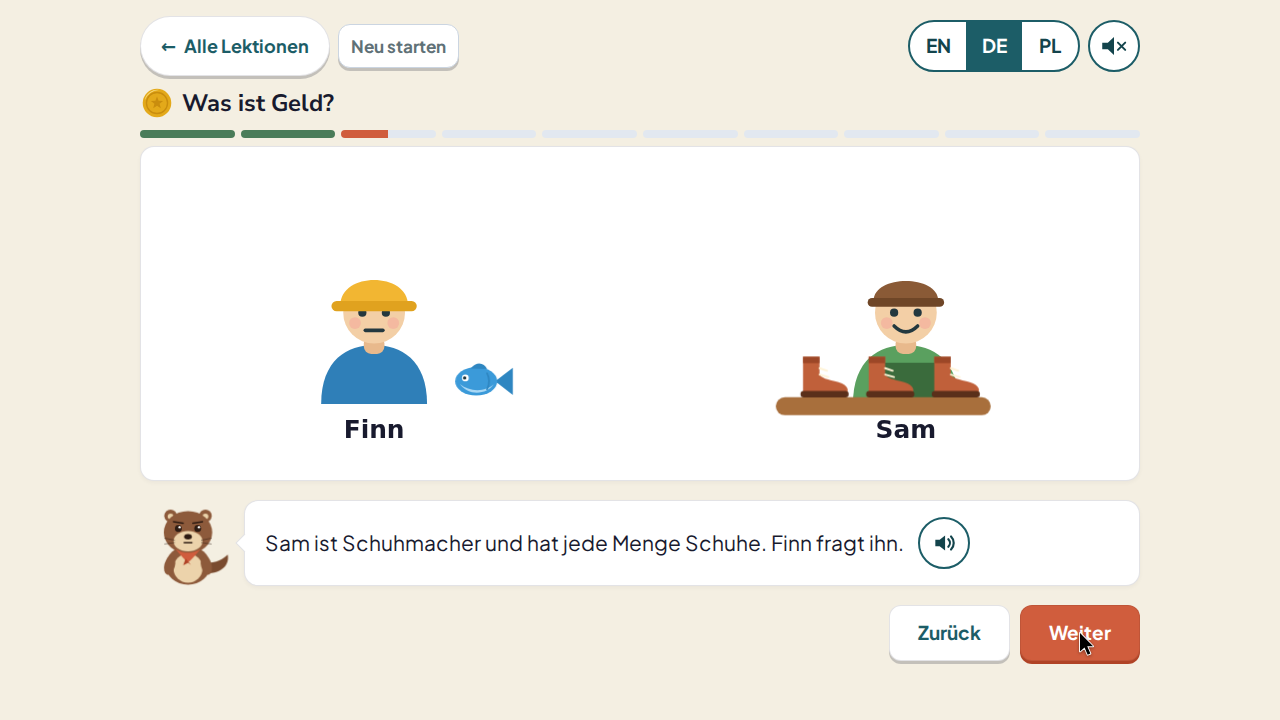 ← Alle Lektionen
Neu starten
EN DE PL
Was ist Geld?
Finn
Sam
Sam ist Schuhmacher und hat jede Menge Schuhe. Finn fragt ihn.
Zurück
Weiter